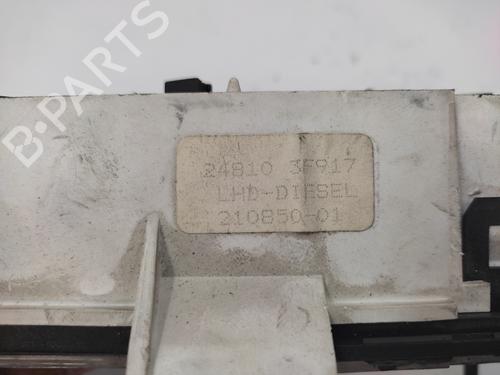 B-PARTS
24810 3F917
LHD-DIESEL
210850-01